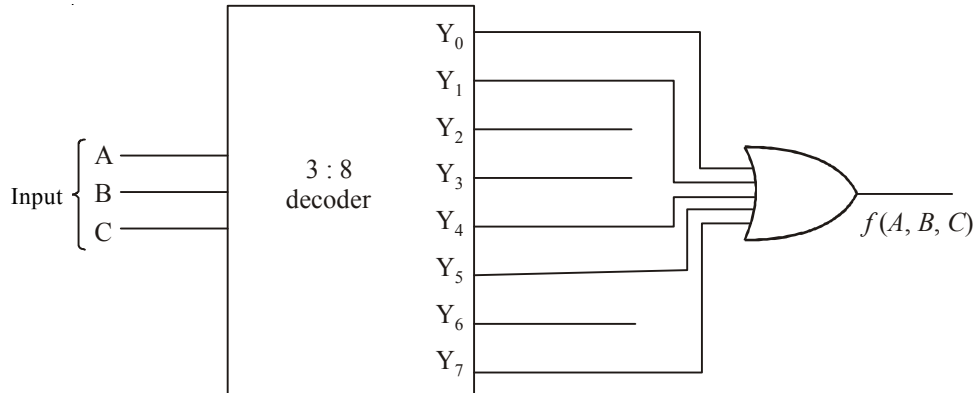 Y₀
Y₁
Y₂
Y₃
Y₄
Y₅
Y₆
Y₇
Input
A
B
C
3 : 8
decoder
f (A, B, C)